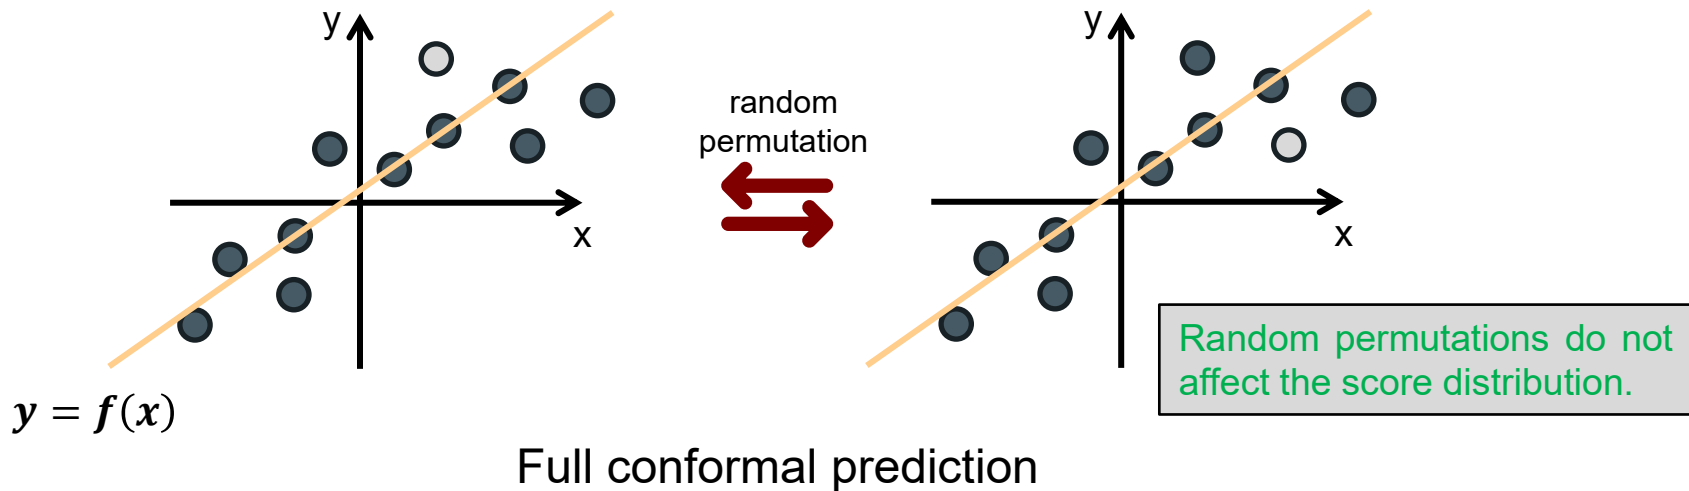 y
x
y = f(x)
random
permutation
y
x
Random permutations do not
affect the score distribution.
Full conformal prediction